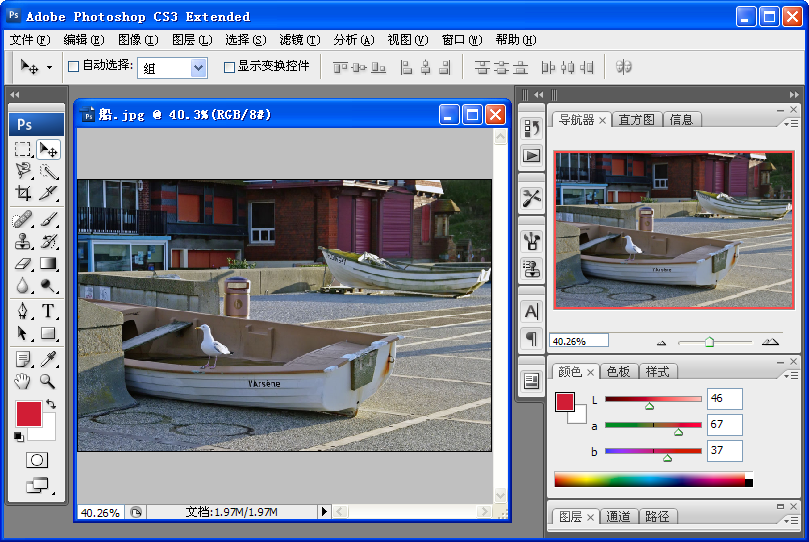 Ps Adobe Photoshop CS3 Extended
文件(F) 编辑(E) 图像(I) 图层(L) 选择(S) 滤镜(T) 分析(A) 视图(V) 窗口(W) 帮助(H)
自动选择: 组 显示变换控件
Ps
船.jpg @ 40.3%(RGB/8#)
V'Arsène
40.26% 文档:1.97M/1.97M
导航器 直方图 信息
40.26%
颜色 色板 样式
L 46
a 67
b 37
图层 通道 路径